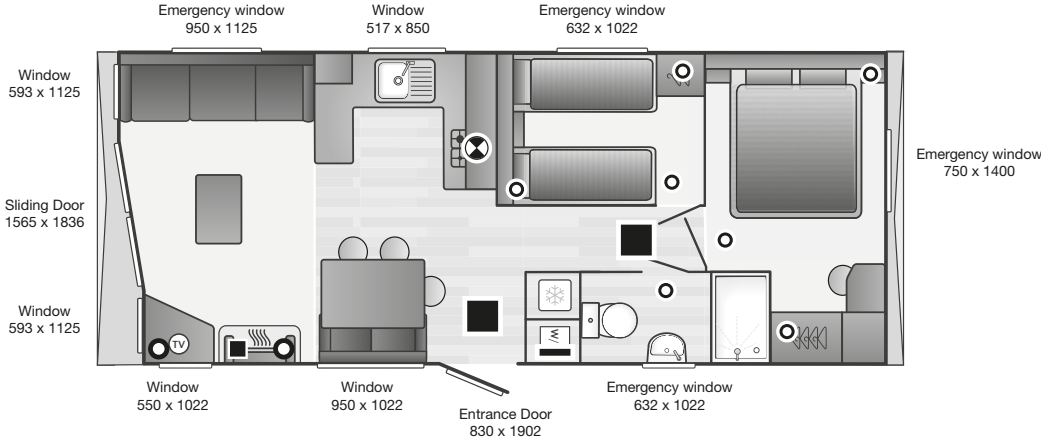 Emergency window
950 x 1125
Window
517 x 850
Emergency window
632 x 1022
Window
593 x 1125
Emergency window
750 x 1400
Sliding Door
1565 x 1836
Window
593 x 1125
TV
W
Window
550 x 1022
Window
950 x 1022
Emergency window
632 x 1022
Entrance Door
830 x 1902